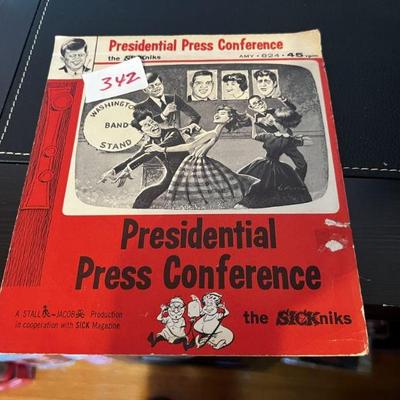 Presidential Press Conference
the SICKniks
AMY • 824 • 45 rpm
342
WASHINGTON
BAND
STAND
Presidential
Press Conference
A STALL JACOB Production
in cooperation with SICK Magazine
the SICKniks